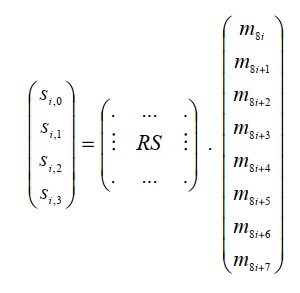 \begin{pmatrix} s_{i,0} \\ s_{i,1} \\ s_{i,2} \\ s_{i,3} \end{pmatrix} = \begin{pmatrix} . & ... & . \\ \vdots & RS & \vdots \\ . & ... & . \end{pmatrix} \cdot \begin{pmatrix} m_{8i} \\ m_{8i+1} \\ m_{8i+2} \\ m_{8i+3} \\ m_{8i+4} \\ m_{8i+5} \\ m_{8i+6} \\ m_{8i+7} \end{pmatrix}